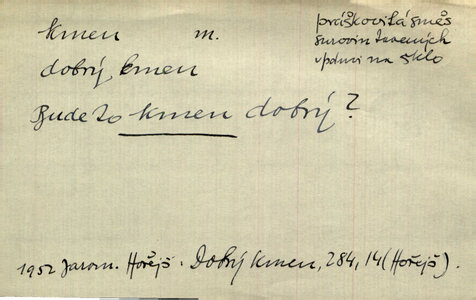 kmen m.
práškovitá směs
surovin tavených
v pánvi na sklo
dobrý kmen
Bude to kmen dobrý?
1952 Jarom. Hořejš. Dobrý kmen, 284, 14 (Hořejš).